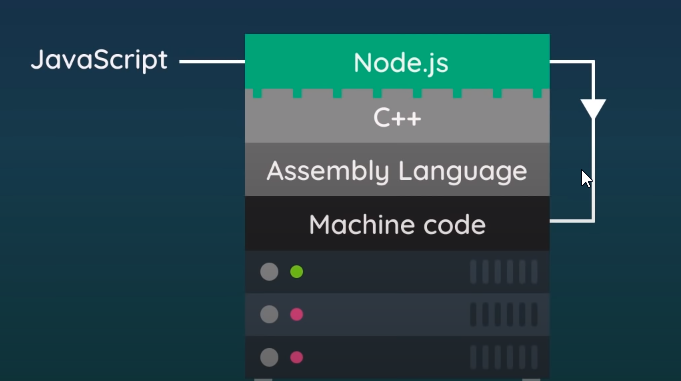 JavaScript
Node.js
C++
Assembly Language
Machine code